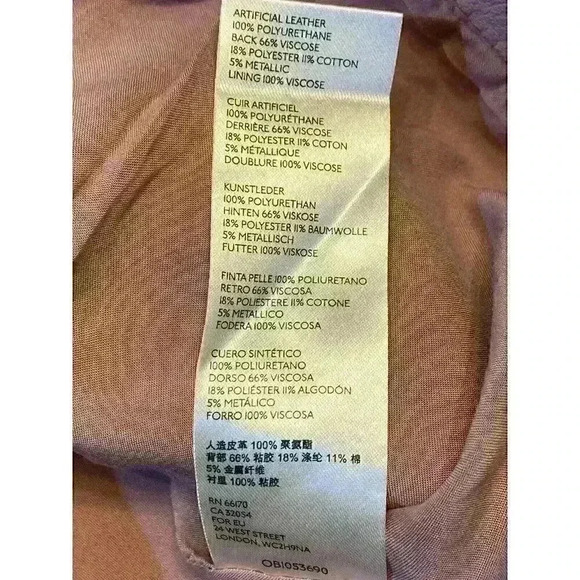 ARTIFICIAL LEATHER
100% POLYURETHANE
BACK 66% VISCOSE
18% POLYESTER 11% COTTON
5% METALLIC
LINING 100% VISCOSE
CUIR ARTIFICIEL
100% POLYURÉTHANE
DERRIÈRE 66% VISCOSE
18% POLYESTER 11% COTON
5% MÉTALLIQUE
DOUBLURE 100% VISCOSE
KUNSTLEDER
100% POLYURETHAN
HINTEN 66% VISKOSE
18% POLYESTER 11% BAUMWOLLE
5% METALLISCH
FUTTER 100% VISKOSE
FINTA PELLE 100% POLIURETANO
RETRO 66% VISCOSA
18% POLIESTERE 11% COTONE
5% METALLICO
FODERA 100% VISCOSA
CUERO SINTÉTICO
100% POLIURETANO
DORSO 66% VISCOSA
18% POLIÉSTER 11% ALGODÓN
5% METÁLICO
FORRO 100% VISCOSA
人造皮革 100% 聚氨酯
背部 66% 粘胶 18% 涤纶 11% 棉
5% 金属纤维
衬里 100% 粘胶
RN 66170
CA 32054
FOR EU
24 WEST STREET
LONDON, WC2H9NA
OB1053690